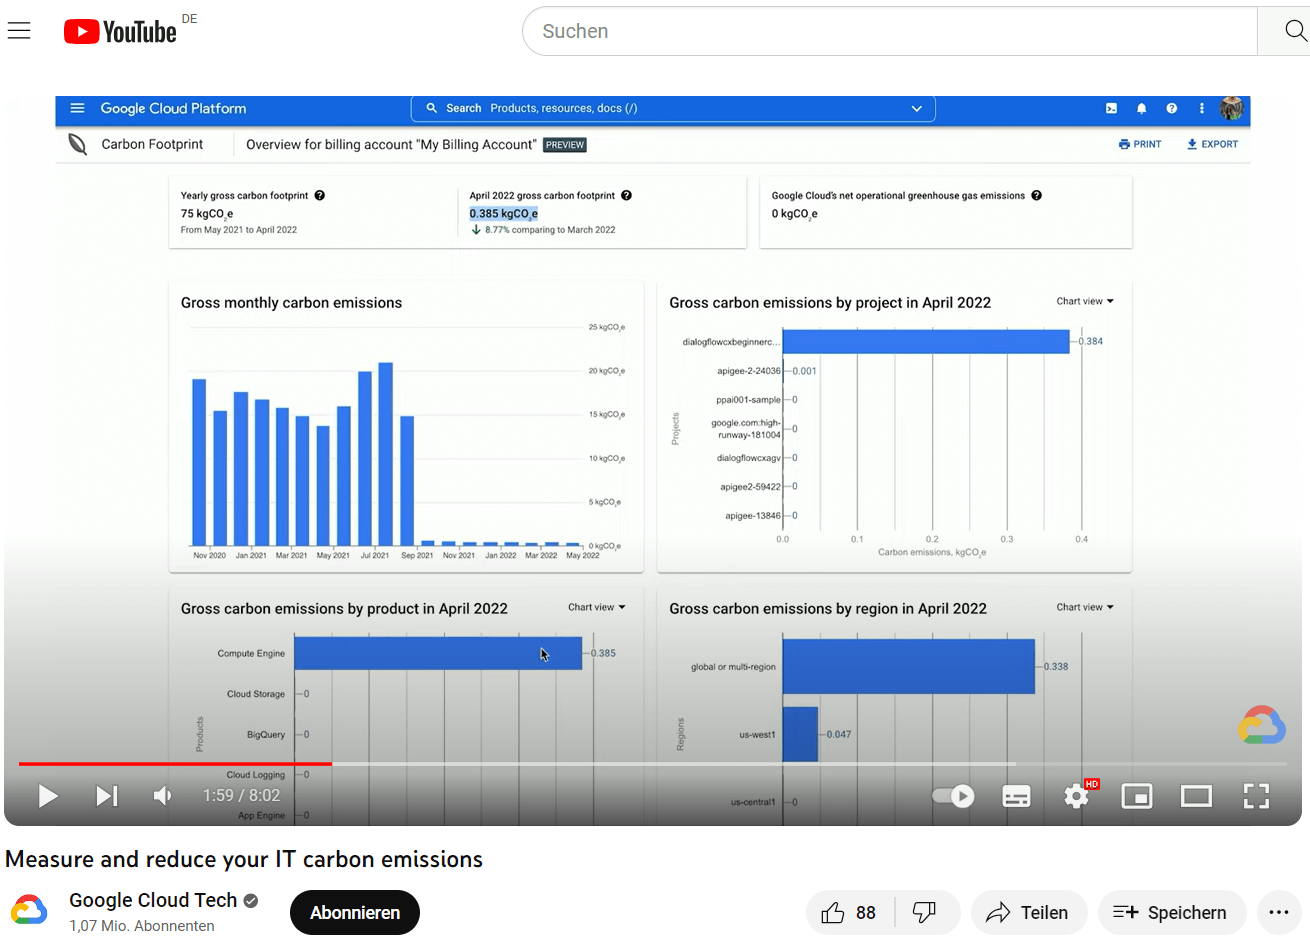 YouTube DE
Suchen
Google Cloud Platform
Search Products, resources, docs (/)
Carbon Footprint
Overview for billing account "My Billing Account" PREVIEW
PRINT
EXPORT
Yearly gross carbon footprint
75 kgCO2e
From May 2021 to April 2022
April 2022 gross carbon footprint
0.385 kgCO2e
8.77% comparing to March 2022
Google Cloud's net operational greenhouse gas emissions
0 kgCO2e
Gross monthly carbon emissions
25 kgCO2e
20 kgCO2e
15 kgCO2e
10 kgCO2e
5 kgCO2e
0 kgCO2e
Nov 2020 Jan 2021 Mar 2021 May 2021 Jul 2021 Sep 2021 Nov 2021 Jan 2022 Mar 2022 May 2022
Gross carbon emissions by project in April 2022
Chart view
Projects
dialogflowcxbeginnerc... 0.384
apigee-2-24036 0.001
ppai001-sample 0
google.com:high-
runway-181004 0
dialogflowcxagv 0
apigee2-59422 0
apigee-13846 0
0.0 0.1 0.2 0.3 0.4
Carbon emissions, kgCO2e
Gross carbon emissions by product in April 2022
Chart view
Products
Compute Engine 0.385
Cloud Storage 0
BigQuery 0
Cloud Logging 0
App Engine 0
Gross carbon emissions by region in April 2022
Chart view
Regions
global or multi-region 0.338
us-west1 0.047
us-central1 0
1:59 / 8:02
HD
Measure and reduce your IT carbon emissions
Google Cloud Tech
1,07 Mio. Abonnenten
Abonnieren
88
Teilen
Speichern